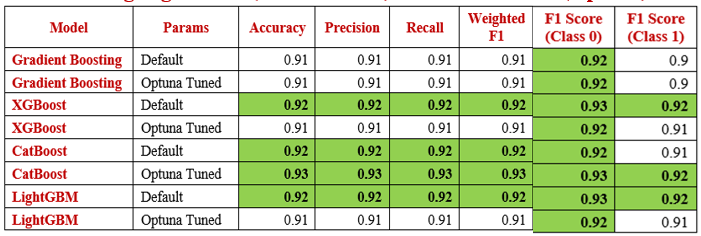 Model Params Accuracy Precision Recall Weighted F1 F1 Score (Class 0) F1 Score (Class 1)
Gradient Boosting Default 0.91 0.91 0.91 0.91 0.92 0.9
Gradient Boosting Optuna Tuned 0.91 0.91 0.91 0.91 0.92 0.9
XGBoost Default 0.92 0.92 0.92 0.92 0.93 0.92
XGBoost Optuna Tuned 0.91 0.91 0.91 0.91 0.92 0.91
CatBoost Default 0.92 0.92 0.92 0.92 0.92 0.91
CatBoost Optuna Tuned 0.93 0.93 0.93 0.93 0.93 0.92
LightGBM Default 0.92 0.92 0.92 0.92 0.93 0.92
LightGBM Optuna Tuned 0.91 0.91 0.91 0.91 0.92 0.91